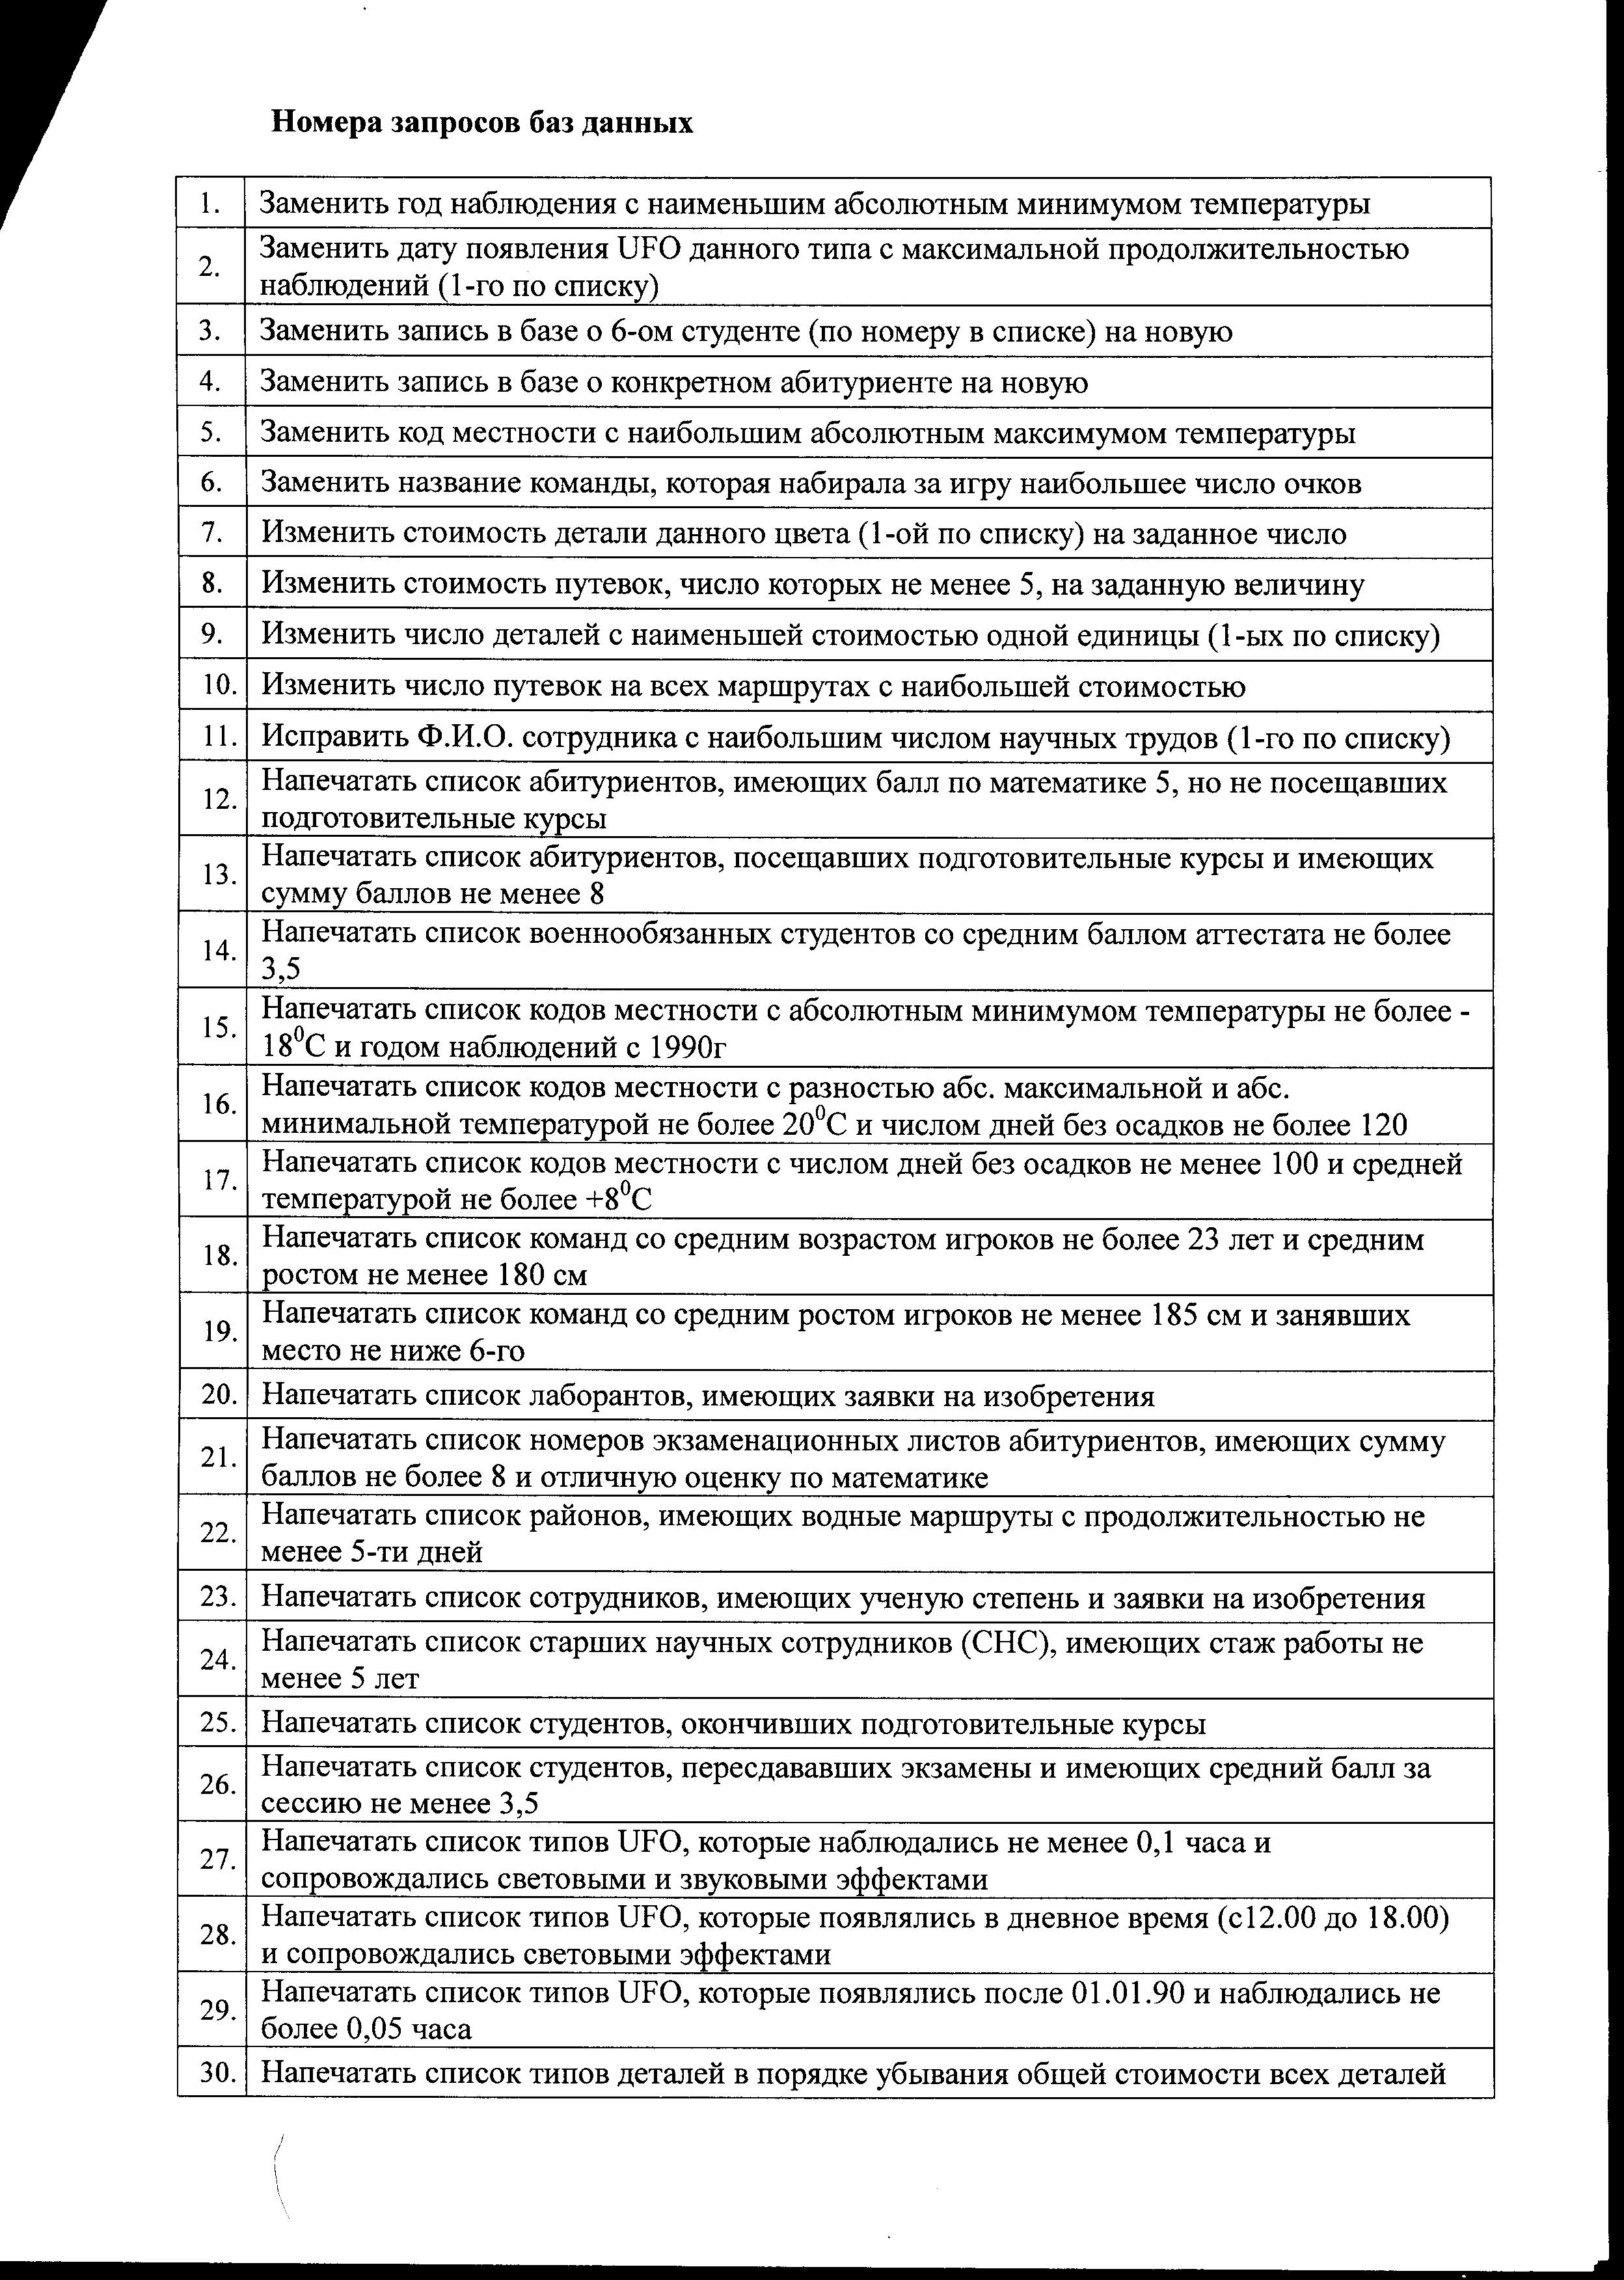 Номера запросов баз данных
1. Заменить год наблюдения с наименьшим абсолютным минимумом температуры
2. Заменить дату появления UFO данного типа с максимальной продолжительностью
наблюдений (1-го по списку)
3. Заменить запись в базе о 6-ом студенте (по номеру в списке) на новую
4. Заменить запись в базе о конкретном абитуриенте на новую
5. Заменить код местности с наибольшим абсолютным максимумом температуры
6. Заменить название команды, которая набирала за игру наибольшее число очков
7. Изменить стоимость детали данного цвета (1-ой по списку) на заданное число
8. Изменить стоимость путевок, число которых не менее 5, на заданную величину
9. Изменить число деталей с наименьшей стоимостью одной единицы (1-ых по списку)
10. Изменить число путевок на всех маршрутах с наибольшей стоимостью
11. Исправить Ф.И.О. сотрудника с наибольшим числом научных трудов (1-го по списку)
12. Напечатать список абитуриентов, имеющих балл по математике 5, но не посещавших
подготовительные курсы
13. Напечатать список абитуриентов, посещавших подготовительные курсы и имеющих
сумму баллов не менее 8
14. Напечатать список военнообязанных студентов со средним баллом аттестата не более
3,5
15. Напечатать список кодов местности с абсолютным минимумом температуры не более -
18⁰С и годом наблюдений с 1990г
16. Напечатать список кодов местности с разностью абс. максимальной и абс.
минимальной температурой не более 20⁰С и числом дней без осадков не более 120
17. Напечатать список кодов местности с числом дней без осадков не менее 100 и средней
температурой не более +8⁰С
18. Напечатать список команд со средним возрастом игроков не более 23 лет и средним
ростом не менее 180 см
19. Напечатать список команд со средним ростом игроков не менее 185 см и занявших
место не ниже 6-го
20. Напечатать список лаборантов, имеющих заявки на изобретения
21. Напечатать список номеров экзаменационных листов абитуриентов, имеющих сумму
баллов не более 8 и отличную оценку по математике
22. Напечатать список районов, имеющих водные маршруты с продолжительностью не
менее 5-ти дней
23. Напечатать список сотрудников, имеющих ученую степень и заявки на изобретения
24. Напечатать список старших научных сотрудников (СНС), имеющих стаж работы не
менее 5 лет
25. Напечатать список студентов, окончивших подготовительные курсы
26. Напечатать список студентов, пересдававших экзамены и имеющих средний балл за
сессию не менее 3,5
27. Напечатать список типов UFO, которые наблюдались не менее 0,1 часа и
сопровождались световыми и звуковыми эффектами
28. Напечатать список типов UFO, которые появлялись в дневное время (с12.00 до 18.00)
и сопровождались световыми эффектами
29. Напечатать список типов UFO, которые появлялись после 01.01.90 и наблюдались не
более 0,05 часа
30. Напечатать список типов деталей в порядке убывания общей стоимости всех деталей